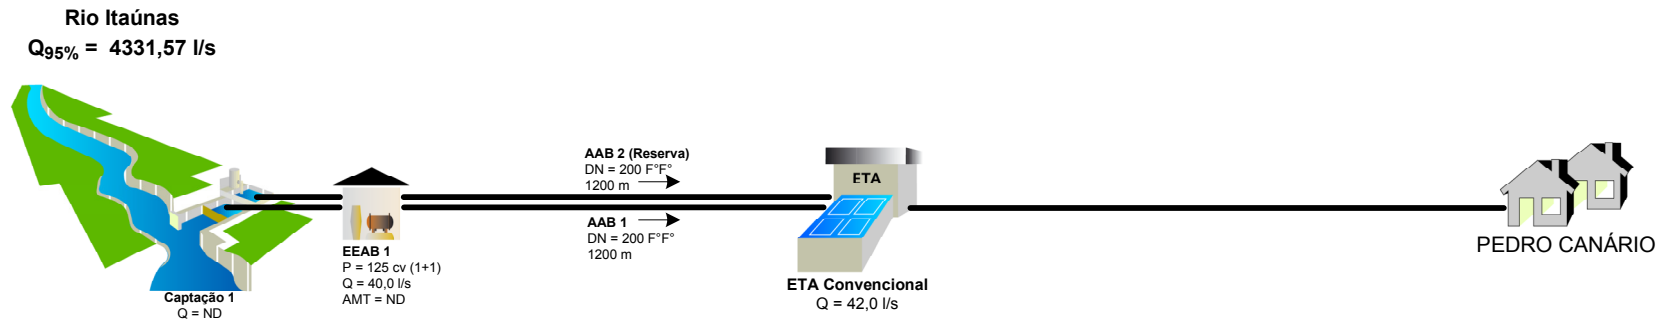 Rio Itaúnas
Q95% = 4331,57 l/s
AAB 2 (Reserva)
DN = 200 F°F°
1200 m
ETA
AAB 1
DN = 200 F°F°
1200 m
EEAB 1
P = 125 cv (1+1)
Q = 40,0 l/s
AMT = ND
Captação 1
Q = ND
ETA Convencional
Q = 42,0 l/s
PEDRO CANÁRIO